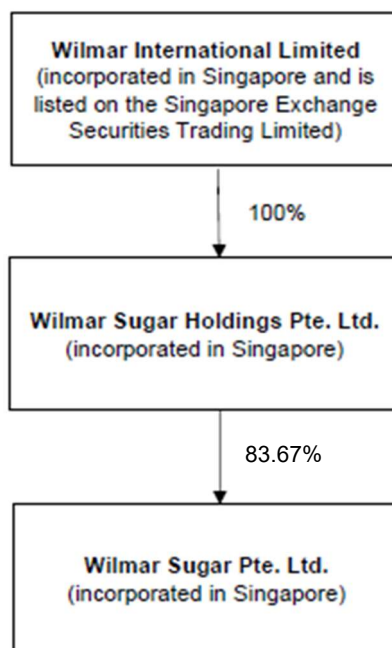 Wilmar International Limited
(incorporated in Singapore and is
listed on the Singapore Exchange
Securities Trading Limited)
100%
Wilmar Sugar Holdings Pte. Ltd.
(incorporated in Singapore)
83.67%
Wilmar Sugar Pte. Ltd.
(incorporated in Singapore)